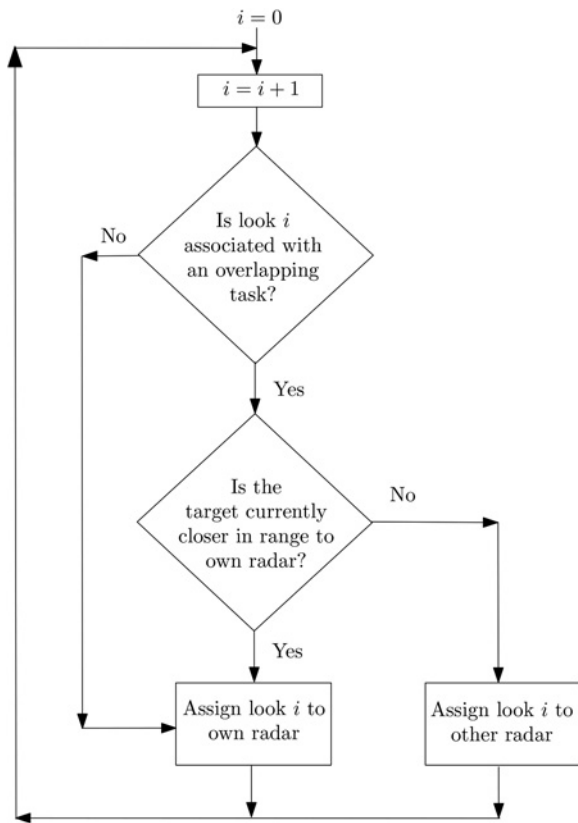 i = 0
i = i + 1
Is look i
associated with
an overlapping
task?
No
Yes
Is the
target currently
closer in range to
own radar?
No
Yes
Assign look i to
own radar
Assign look i to
other radar